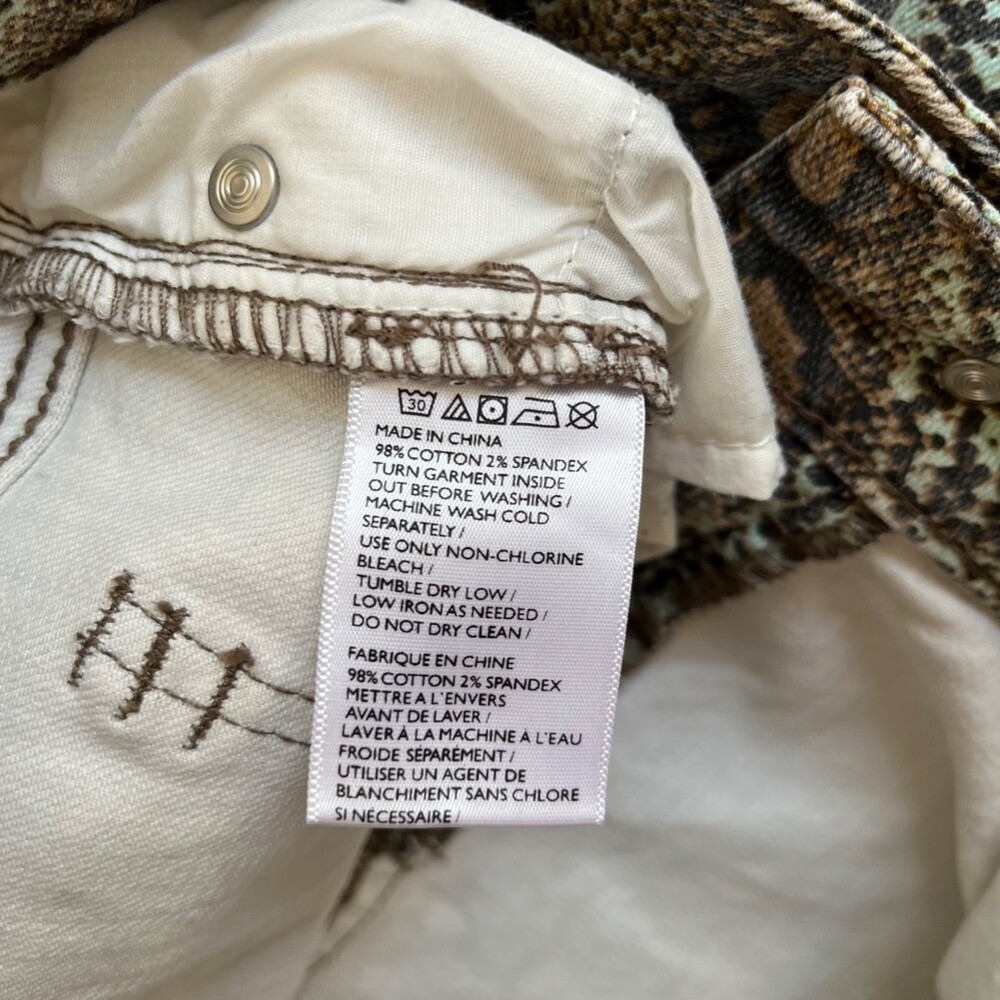 30
MADE IN CHINA
98% COTTON 2% SPANDEX
TURN GARMENT INSIDE
OUT BEFORE WASHING /
MACHINE WASH COLD
SEPARATELY /
USE ONLY NON-CHLORINE
BLEACH /
TUMBLE DRY LOW /
LOW IRON AS NEEDED /
DO NOT DRY CLEAN /
FABRIQUE EN CHINE
98% COTTON 2% SPANDEX
METTRE A L'ENVERS
AVANT DE LAVER /
LAVER À LA MACHINE À L'EAU
FROIDE SÉPARÉMENT /
UTILISER UN AGENT DE
BLANCHIMENT SANS CHLORE
SI NÉCESSAIRE /